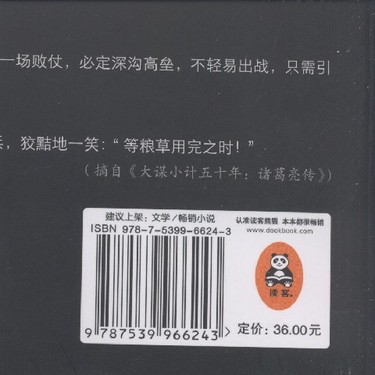 一场败仗，必定深沟高垒，不轻易出战，只需引
，狡黠地一笑：“等粮草用完之时！”
（摘自《大谋小计五十年：诸葛亮传》）
建议上架：文学/畅销小说
ISBN 978-7-5399-6624-3
9 787539 966243
认准读客熊猫 本本都很畅销
www.dookbook.com
读客®
定价：36.00元